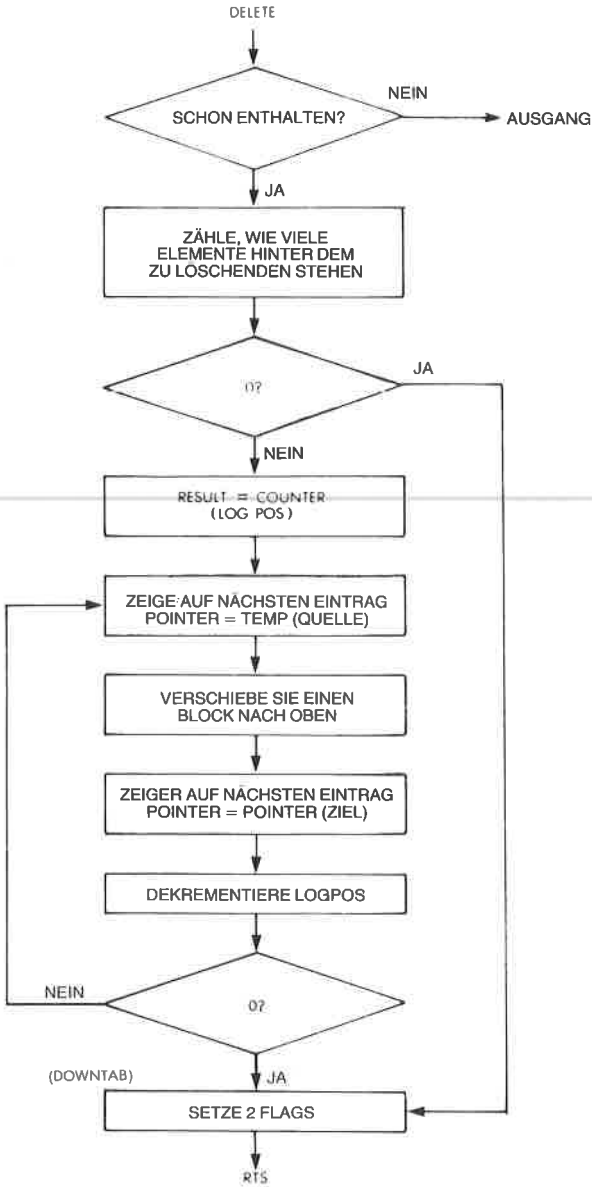 DELETE
SCHON ENTHALTEN?
NEIN
AUSGANG
JA
ZÄHLE, WIE VIELE
ELEMENTE HINTER DEM
ZU LÖSCHENDEN STEHEN
0?
JA
NEIN
RESULT = COUNTER
(LOG POS)
ZEIGE AUF NÄCHSTEN EINTRAG
POINTER = TEMP (QUELLE)
VERSCHIEBE SIE EINEN
BLOCK NACH OBEN
ZEIGER AUF NÄCHSTEN EINTRAG
POINTER = POINTER (ZIEL)
DEKREMENTIERE LOGPOS
NEIN
0?
(DOWNTAB)
JA
SETZE 2 FLAGS
RTS